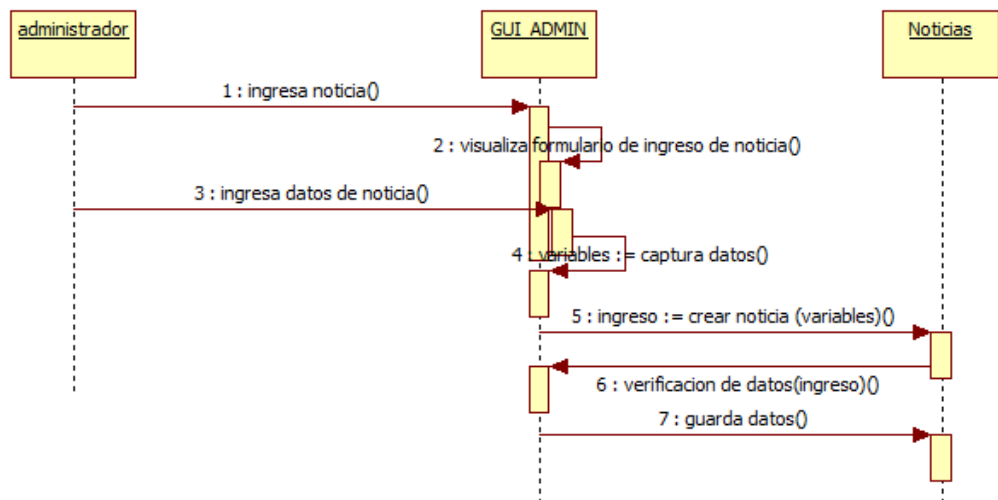 administrador
GUI_ADMIN
Noticias
1 : ingresa noticia()
2 : visualiza formulario de ingreso de noticia()
3 : ingresa datos de noticia()
4 : variables := captura datos()
5 : ingreso := crear noticia (variables)()
6 : verificacion de datos(ingreso)()
7 : guarda datos()